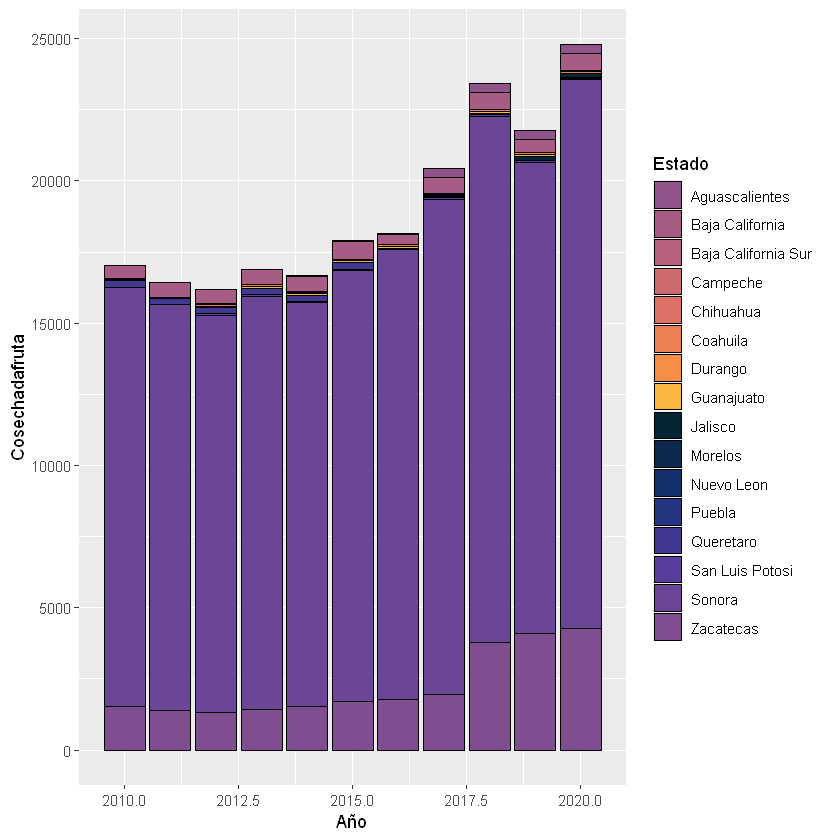 25000
20000
15000
10000
5000
0
Cosechadafruta
2010.0
2012.5
2015.0
2017.5
2020.0
Año
Estado
Aguascalientes
Baja California
Baja California Sur
Campeche
Chihuahua
Coahuila
Durango
Guanajuato
Jalisco
Morelos
Nuevo Leon
Puebla
Queretaro
San Luis Potosi
Sonora
Zacatecas